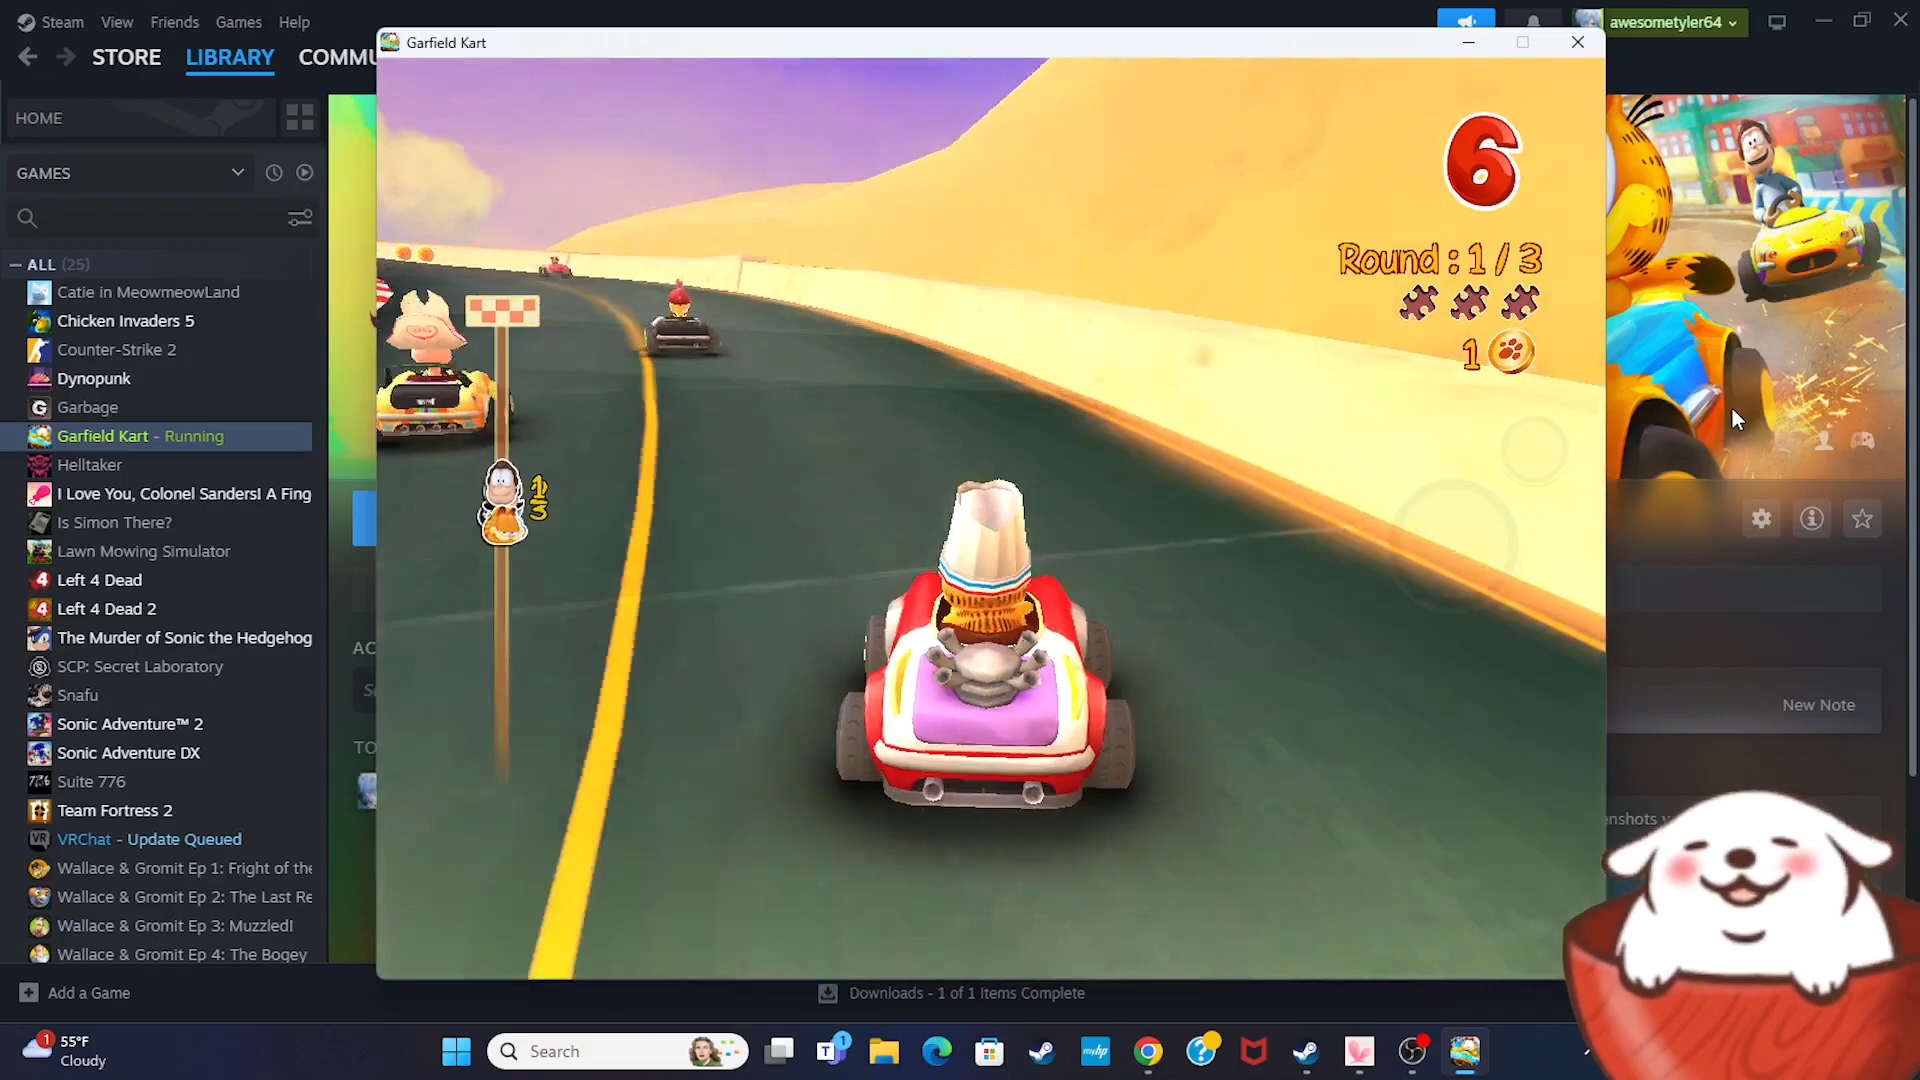 Steam View Friends Games Help
awesometyler64
STORE LIBRARY COMMU
Garfield Kart
HOME
GAMES
ALL (25)
Catie in MeowmeowLand
Chicken Invaders 5
Counter-Strike 2
Dynopunk
Garbage
Garfield Kart - Running
Helltaker
I Love You, Colonel Sanders! A Fing
Is Simon There?
Lawn Mowing Simulator
Left 4 Dead
Left 4 Dead 2
The Murder of Sonic the Hedgehog
SCP: Secret Laboratory
Snafu
Sonic Adventure™ 2
Sonic Adventure DX
Suite 776
Team Fortress 2
VRChat - Update Queued
Wallace & Gromit Ep 1: Fright of the
Wallace & Gromit Ep 2: The Last Re
Wallace & Gromit Ep 3: Muzzled!
Wallace & Gromit Ep 4: The Bogey
Add a Game
6
Round : 1 / 3
1
AC
TO
New Note
enshots
Downloads - 1 of 1 Items Complete
1
55°F
Cloudy
Search
T
1
myhp